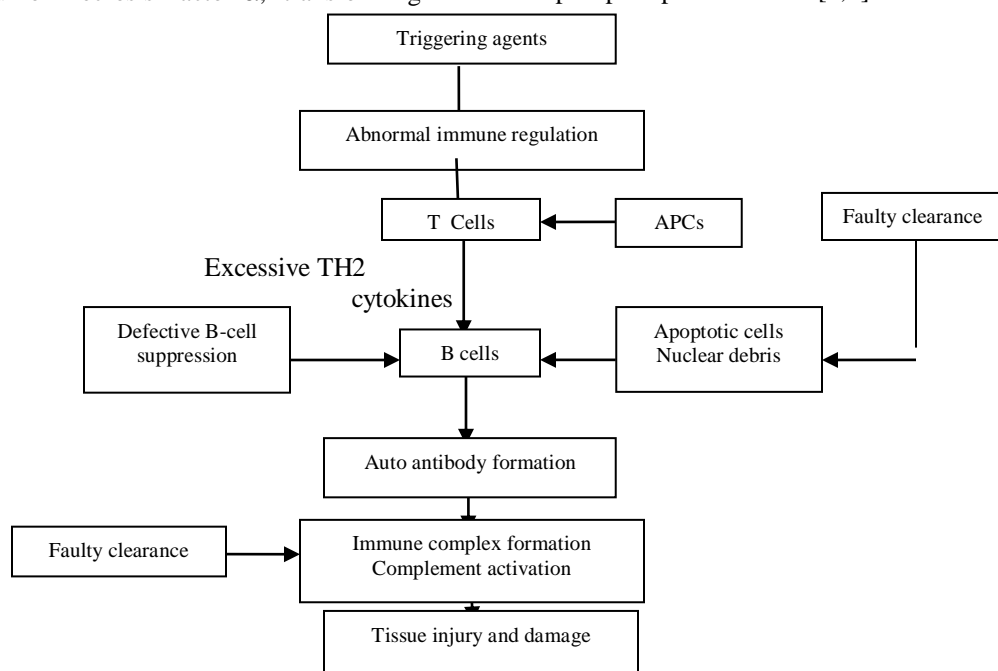 Triggering agents
Abnormal immune regulation
T Cells
APCs
Faulty clearance
Excessive TH2
cytokines
Defective B-cell
suppression
B cells
Apoptotic cells
Nuclear debris
Auto antibody formation
Faulty clearance
Immune complex formation
Complement activation
Tissue injury and damage